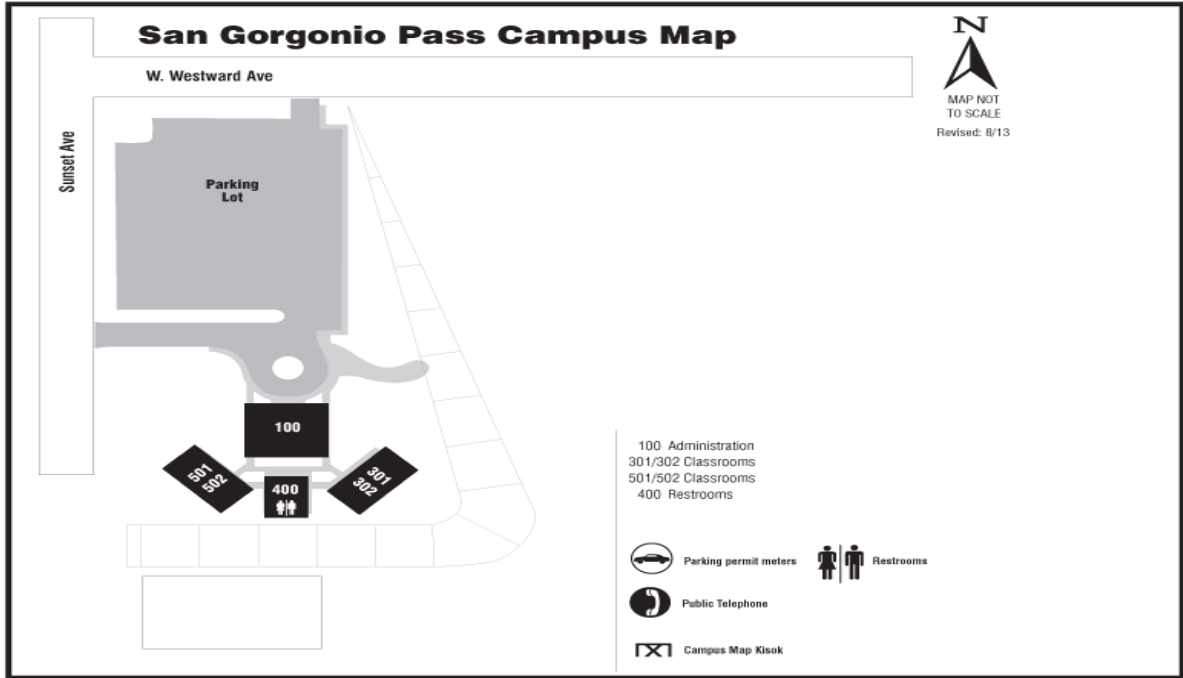 San Gorgonio Pass Campus Map
N
MAP NOT
TO SCALE
Revised: 8/13
W. Westward Ave
Sunset Ave
Parking
Lot
100
501
502
400
301
302
100 Administration
301/302 Classrooms
501/502 Classrooms
400 Restrooms
Parking permit meters
Restrooms
Public Telephone
Campus Map Kisok